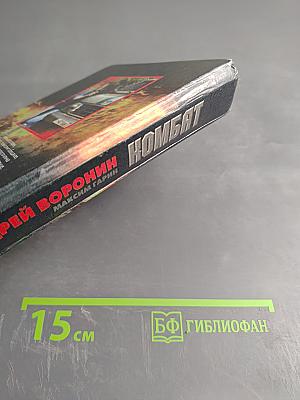 КОМБАТ
РЕЙ ВОРОНИН
МАКСИМ ГАРИН
15 см
БФ ГИБЛИОФАН